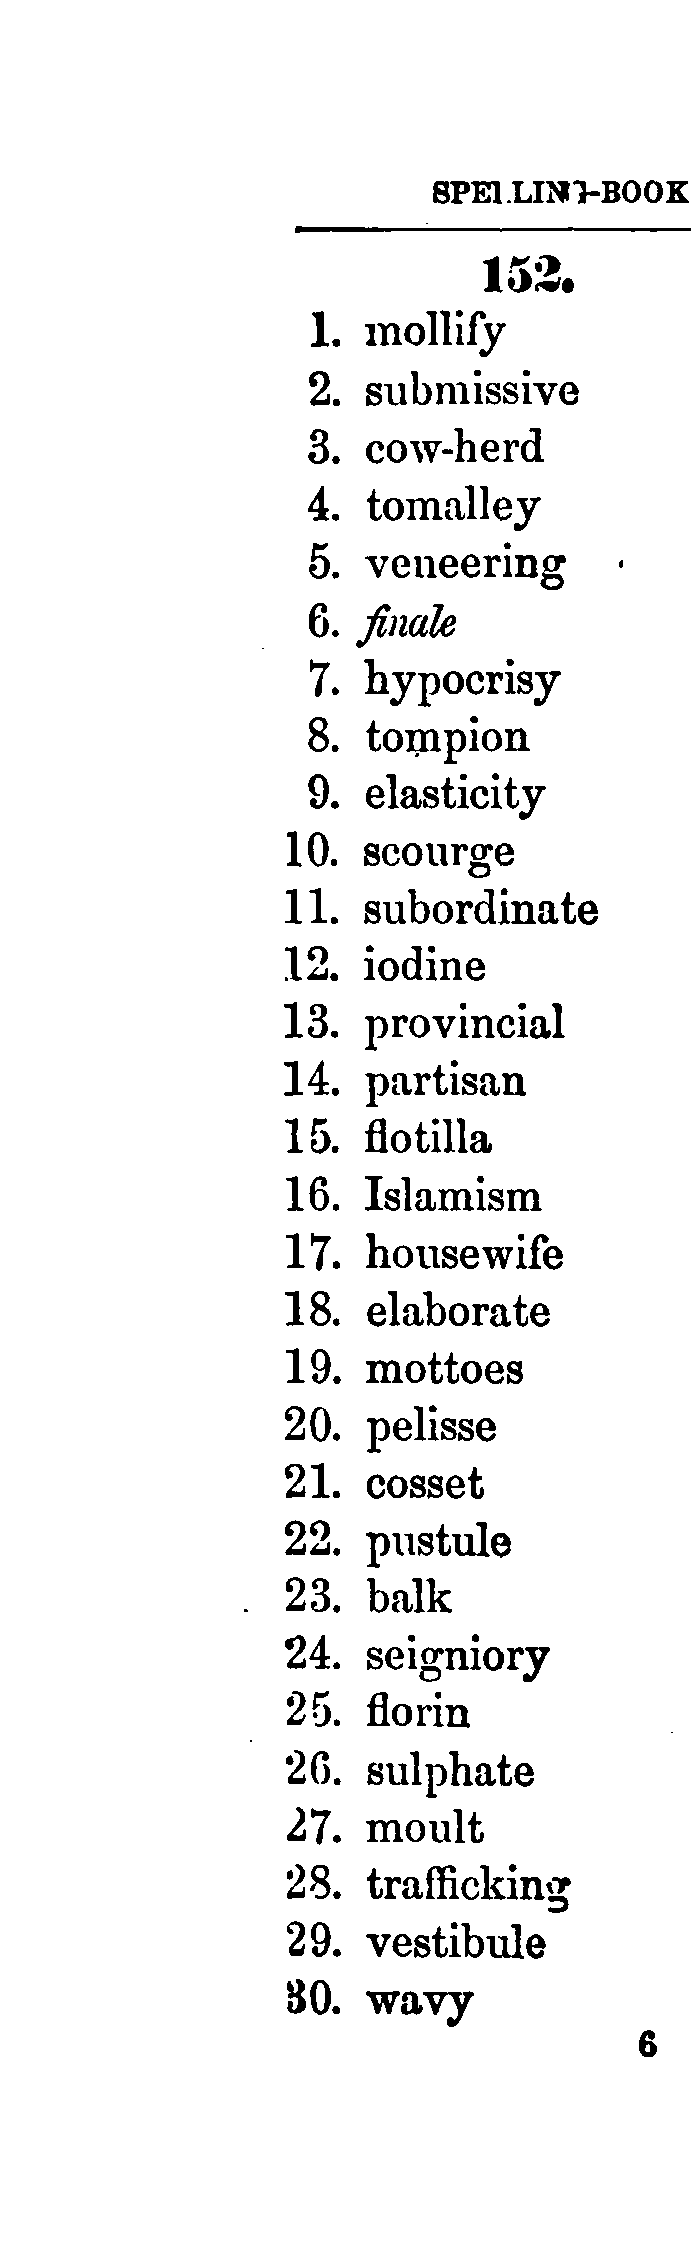 SPELLING-BOOK
152.
1. mollify
2. submissive
3. cow-herd
4. tomalley
5. veneering
6. finale
7. hypocrisy
8. tompion
9. elasticity
10. scourge
11. subordinate
12. iodine
13. provincial
14. partisan
15. flotilla
16. Islamism
17. housewife
18. elaborate
19. mottoes
20. pelisse
21. cosset
22. pustule
23. balk
24. seigniory
25. florin
26. sulphate
27. moult
28. trafficking
29. vestibule
30. wavy
6